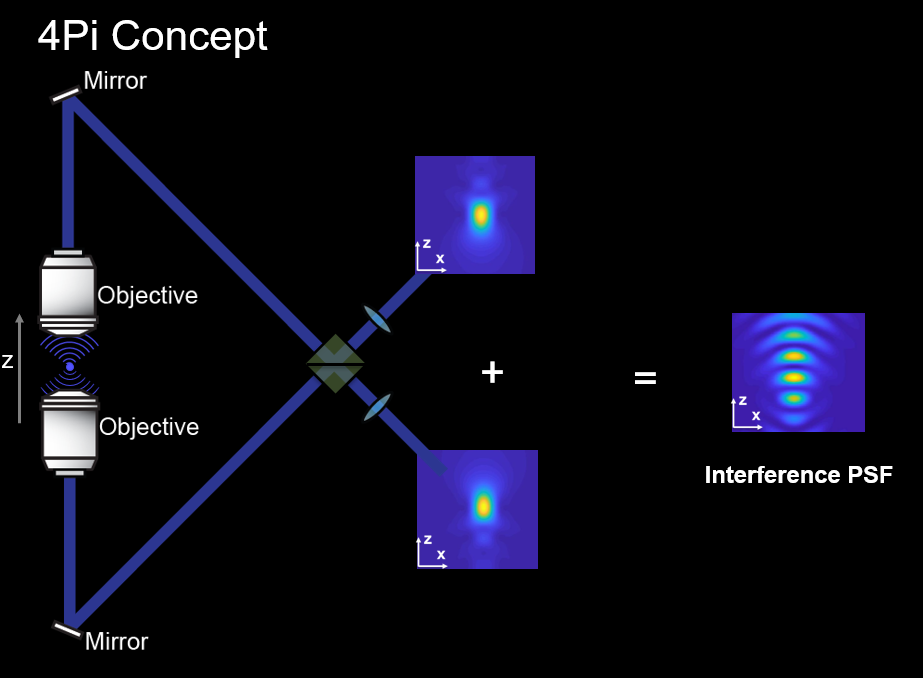 4Pi Concept
Mirror
Objective
z
Objective
Mirror
z
x
+
z
x
=
z
x
Interference PSF